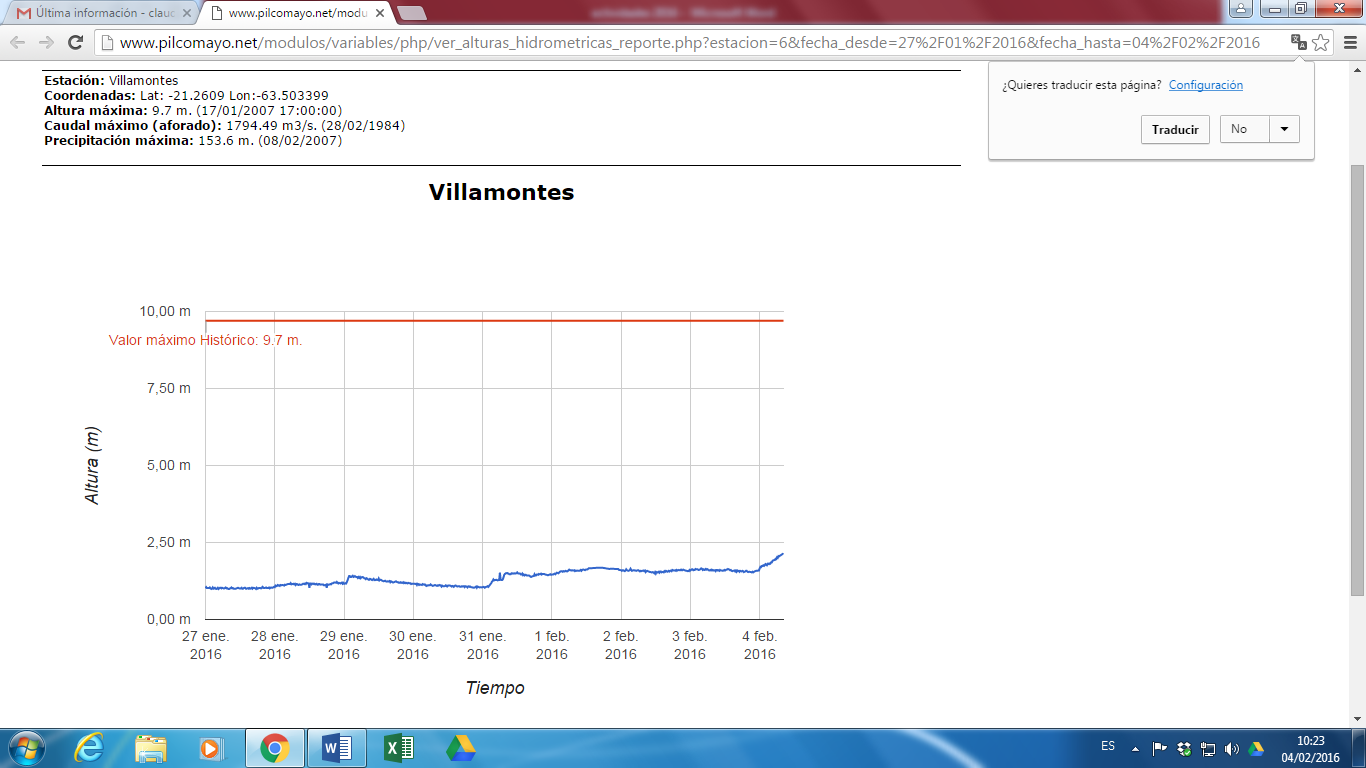 Última información - clauc
www.pilcomayo.net/modu
www.pilcomayo.net/modulos/variables/php/ver_alturas_hidrometricas_reporte.php?estacion=6&fecha_desde=27%2F01%2F2016&fecha_hasta=04%2F02%2F2016
¿Quieres traducir esta página? Configuración
Traducir
No
Estación: Villamontes
Coordenadas: Lat: -21.2609 Lon:-63.503399
Altura máxima: 9.7 m. (17/01/2007 17:00:00)
Caudal máximo (aforado): 1794.49 m3/s. (28/02/1984)
Precipitación máxima: 153.6 m. (08/02/2007)
Villamontes
10,00 m
Valor máximo Histórico: 9.7 m.
7,50 m
5,00 m
2,50 m
0,00 m
Altura (m)
27 ene. 28 ene. 29 ene. 30 ene. 31 ene. 1 feb. 2 feb. 3 feb. 4 feb.
2016 2016 2016 2016 2016 2016 2016 2016 2016
Tiempo
ES
10:23
04/02/2016